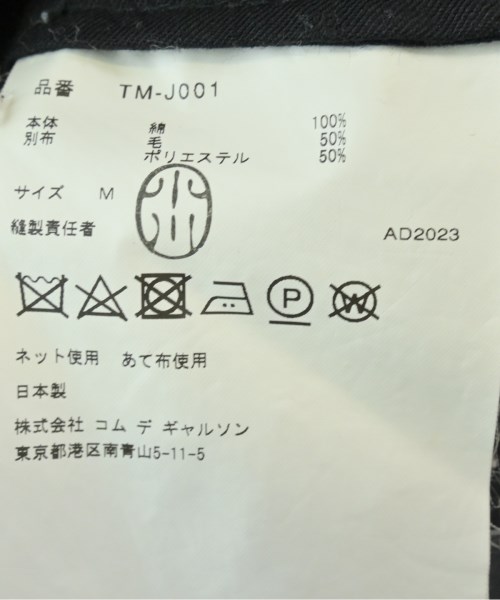 品番 TM-J001
本体 綿 100%
別布 毛 50%
ポリエステル 50%
サイズ M
縫製責任者
AD2023
P
W
ネット使用 あて布使用
日本製
株式会社 コム デ ギャルソン
東京都港区南青山5-11-5